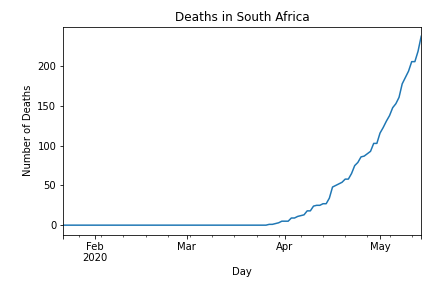 Deaths in South Africa
Number of Deaths
200
150
100
50
0
Feb
2020
Mar
Apr
May
Day